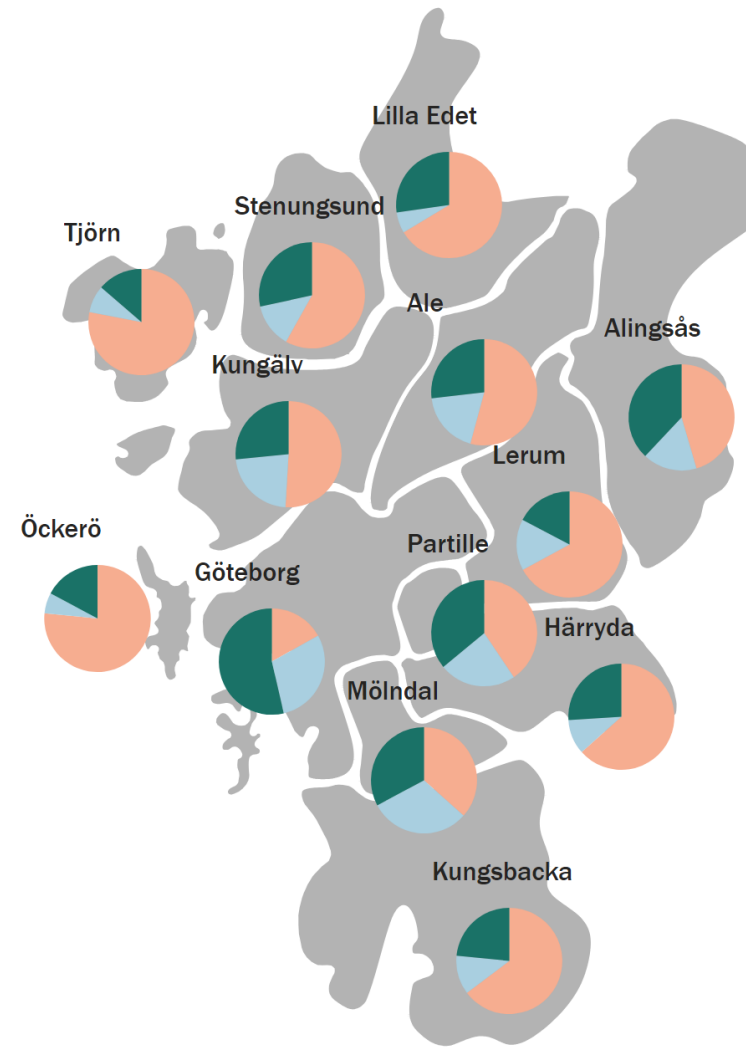 Lilla Edet
Stenungsund
Tjörn
Ale
Alingsås
Kungälv
Lerum
Öckerö
Partille
Göteborg
Härryda
Mölndal
Kungsbacka